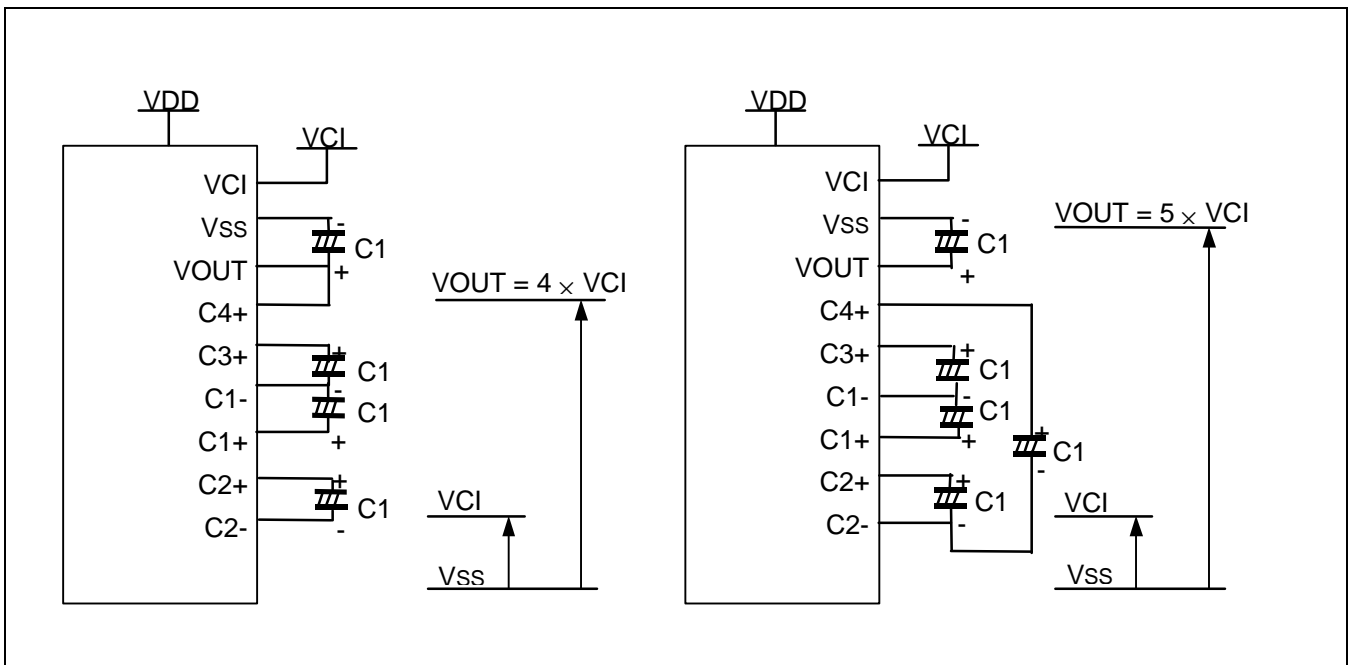 VDD
VCI
VCI
VSS
- C1
VOUT
+
C4+
C3+
+ C1
C1-
- C1
C1+
+
C2+
+ C1
C2-
-
VOUT = 4 × VCI
VCI
VSS
VDD
VCI
VCI
VSS
- C1
VOUT
+
C4+
C3+
+ C1
C1-
- C1
C1+
+
C2+
+ C1
C2-
-
+ C1
-
VOUT = 5 × VCI
VCI
VSS